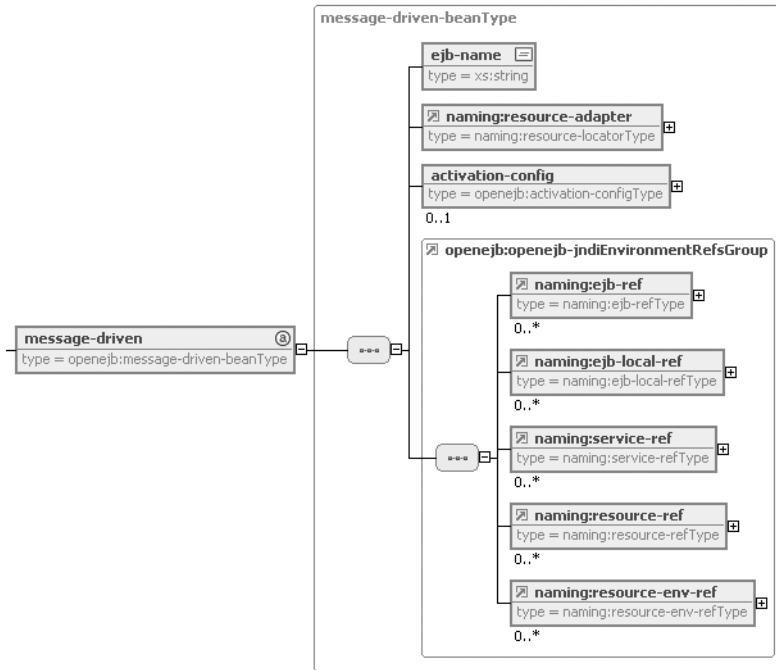 message-driven-beanType
ejb-name
type = xs:string
naming:resource-adapter
type = naming:resource-locatorType
activation-config
type = openejb:activation-configType
0..1
openejb:openejb-jndiEnvironmentRefsGroup
naming:ejb-ref
type = naming:ejb-refType
0..*
message-driven
type = openejb:message-driven-beanType
naming:ejb-local-ref
type = naming:ejb-local-refType
0..*
naming:service-ref
type = naming:service-refType
0..*
naming:resource-ref
type = naming:resource-refType
0..*
naming:resource-env-ref
type = naming:resource-env-refType
0..*